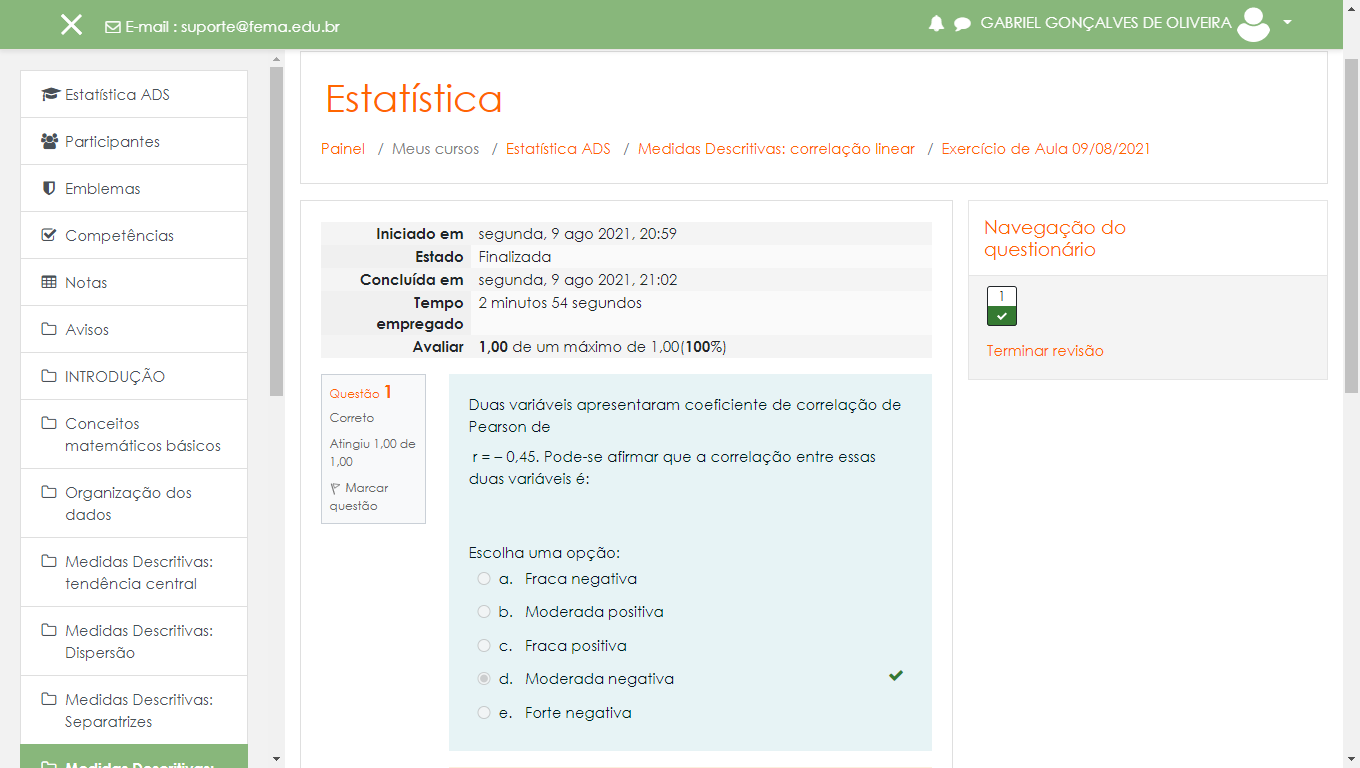 E-mail : suporte@fema.edu.br
GABRIEL GONÇALVES DE OLIVEIRA
Estatística ADS
Participantes
Emblemas
Competências
Notas
Avisos
INTRODUÇÃO
Conceitos
matemáticos básicos
Organização dos
dados
Medidas Descritivas:
tendência central
Medidas Descritivas:
Dispersão
Medidas Descritivas:
Separatrizes
Medidas Descritivas:
Estatística
Painel / Meus cursos / Estatística ADS / Medidas Descritivas: correlação linear / Exercício de Aula 09/08/2021
Iniciado em segunda, 9 ago 2021, 20:59
Estado Finalizada
Concluída em segunda, 9 ago 2021, 21:02
Tempo 2 minutos 54 segundos
empregado
Avaliar 1,00 de um máximo de 1,00(100%)
Questão 1
Correto
Atingiu 1,00 de
1,00
Marcar
questão
Duas variáveis apresentaram coeficiente de correlação de
Pearson de
r = – 0,45. Pode-se afirmar que a correlação entre essas
duas variáveis é:
Escolha uma opção:
a. Fraca negativa
b. Moderada positiva
c. Fraca positiva
d. Moderada negativa
e. Forte negativa
Navegação do
questionário
1
Terminar revisão